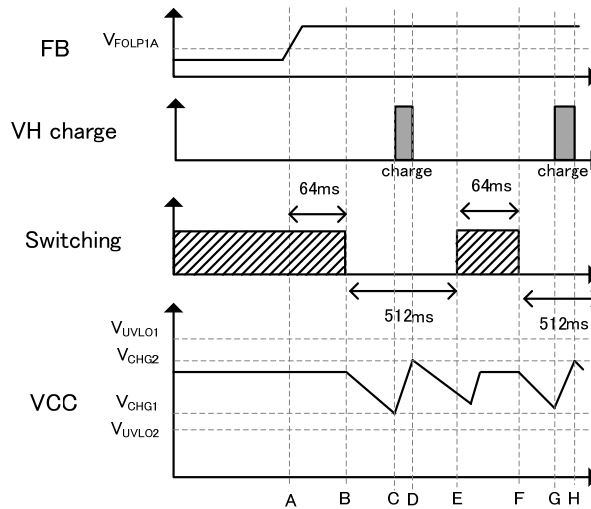 FB
VFOLP1A
VH charge
charge
charge
Switching
64ms
64ms
512ms
512ms
VCC
VUVLO1
VCHG2
VCHG1
VUVLO2
A B C D E F G H